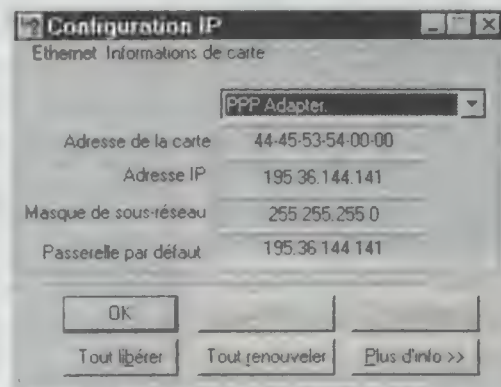 Configuration IP
Ethernet Informations de carte
PPP Adapter.
Adresse de la carte 44-45-53-54-00-00
Adresse IP 195.36.144.141
Masque de sous-réseau 255.255.255.0
Passerelle par défaut 195.36.144.141
OK
Tout libérer Tout renouveler Plus d'info >>